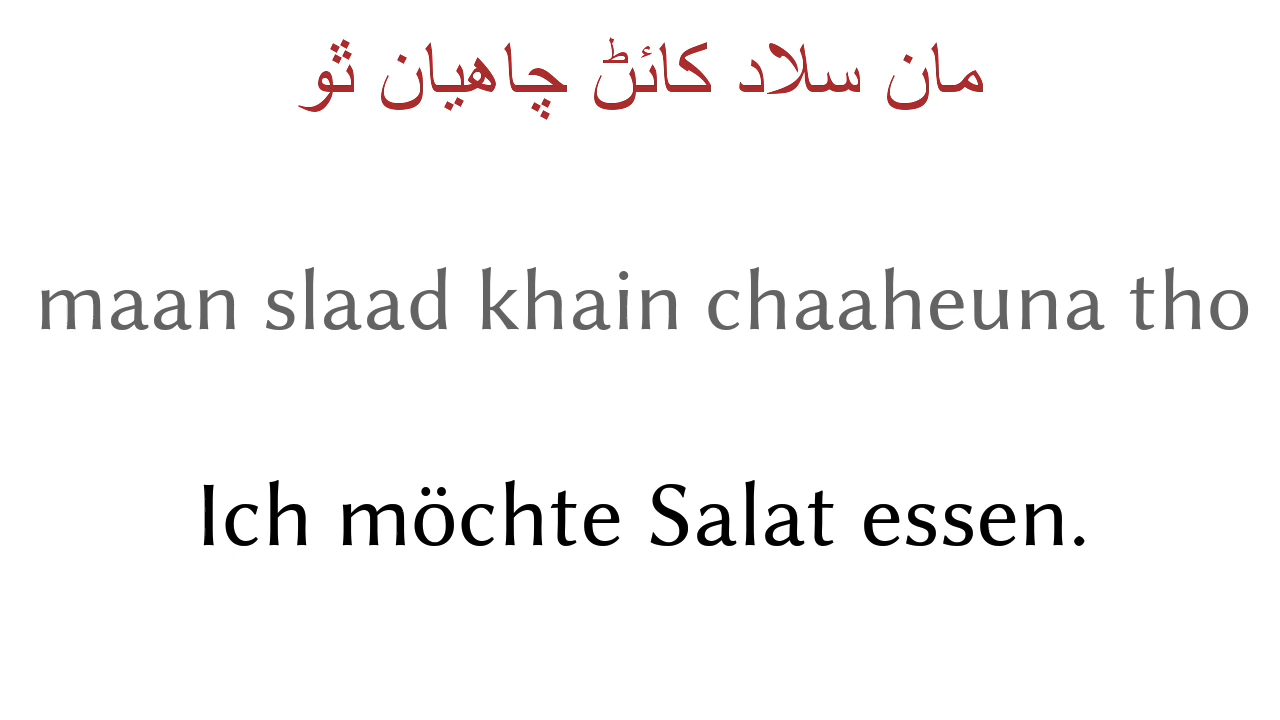 مان سلاد کائڻ چاهيان ٿو
maan slaad khain chaaheuna tho
Ich möchte Salat essen.